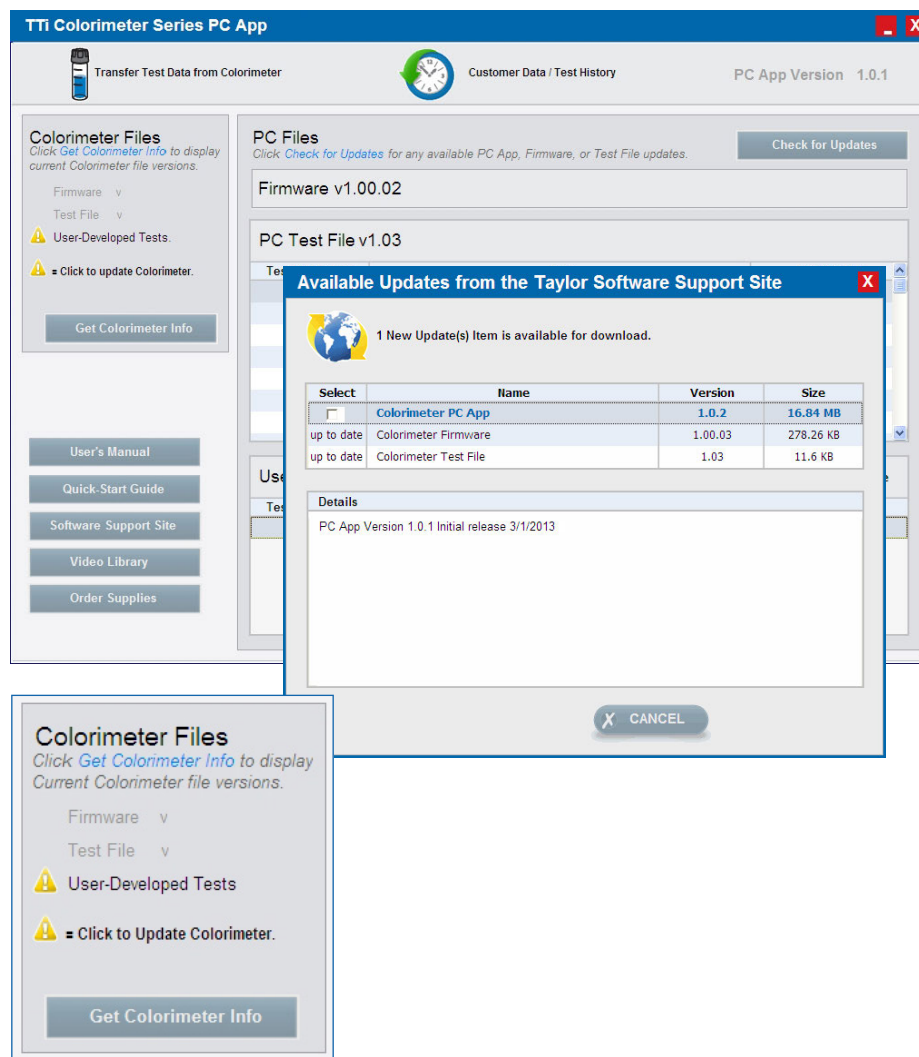 TTi Colorimeter Series PC App
X
Transfer Test Data from Colorimeter
Customer Data / Test History
PC App Version 1.0.1
Colorimeter Files
Click Get Colorimeter Info to display
current Colorimeter file versions.
Firmware v
Test File v
User-Developed Tests.
= Click to update Colorimeter.
Get Colorimeter Info
User's Manual
Quick-Start Guide
Software Support Site
Video Library
Order Supplies
PC Files
Click Check for Updates for any available PC App, Firmware, or Test File updates.
Check for Updates
Firmware v1.00.02
PC Test File v1.03
Available Updates from the Taylor Software Support Site
X
1 New Update(s) Item is available for download.
Select Name Version Size
Colorimeter PC App 1.0.2 16.84 MB
up to date Colorimeter Firmware 1.00.03 278.26 KB
up to date Colorimeter Test File 1.03 11.6 KB
Details
PC App Version 1.0.1 Initial release 3/1/2013
X CANCEL
Colorimeter Files
Click Get Colorimeter Info to display
Current Colorimeter file versions.
Firmware v
Test File v
User-Developed Tests
= Click to Update Colorimeter.
Get Colorimeter Info